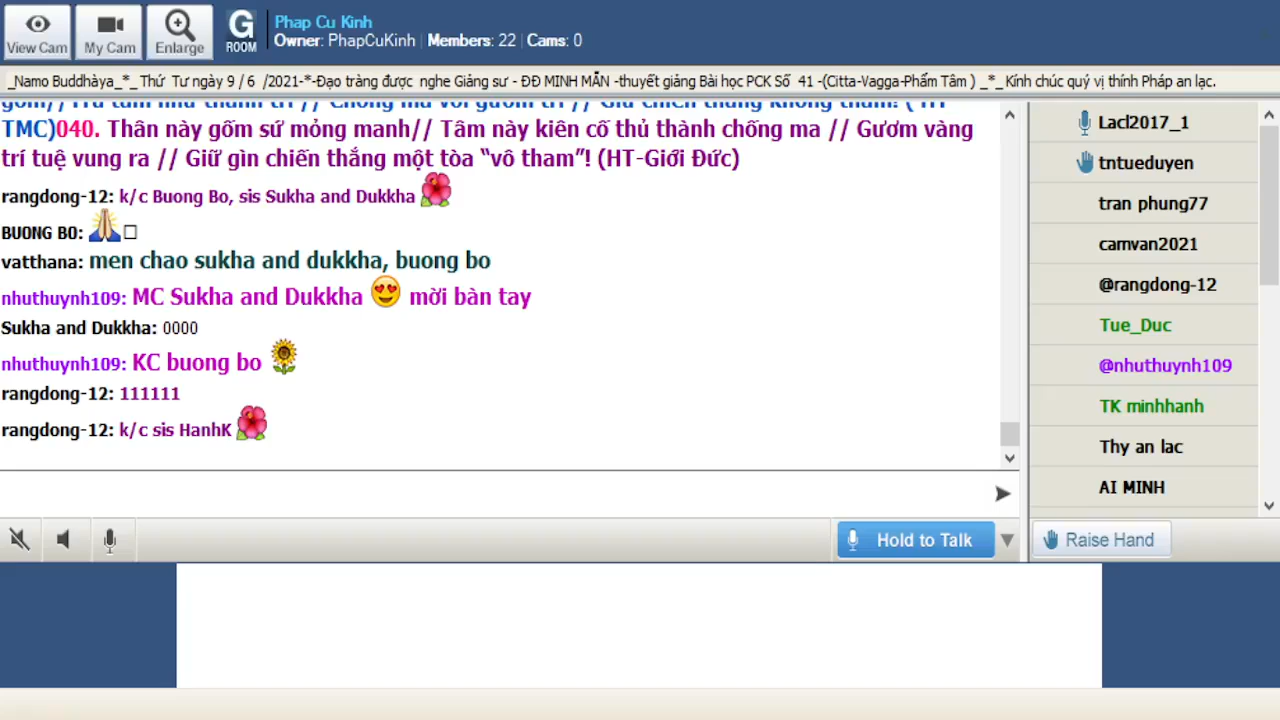 View Cam
My Cam
Enlarge
G
ROOM
Phap Cu Kinh
Owner: PhapCuKinh | Members: 22 | Cams: 0
_Namo Buddhàya_*_Thứ Tư ngày 9 / 6 /2021-*-Đạo tràng được nghe Giảng sư - ĐĐ MINH MẪN -thuyết giảng Bài học PCK Số 41 -(Citta-Vagga-Phẩm Tâm ) _*_Kính chúc quý vị thính Pháp an lạc.
TMC)040. Thân này gốm sứ mỏng manh// Tâm này kiên cố thủ thành chống ma // Gươm vàng
trí tuệ vung ra // Giữ gìn chiến thắng một tòa “vô tham”! (HT-Giới Đức)
rangdong-12: k/c Buong Bo, sis Sukha and Dukkha
BUONG BO:
vatthana: men chao sukha and dukkha, buong bo
nhuthuynh109: MC Sukha and Dukkha mời bàn tay
Sukha and Dukkha: 0000
nhuthuynh109: KC buong bo
rangdong-12: 111111
rangdong-12: k/c sis HanhK
Lacl2017_1
tntueduyen
tran phung77
camvan2021
@rangdong-12
Tue_Duc
@nhuthuynh109
TK minhhanh
Thy an lac
AI MINH
Hold to Talk
Raise Hand